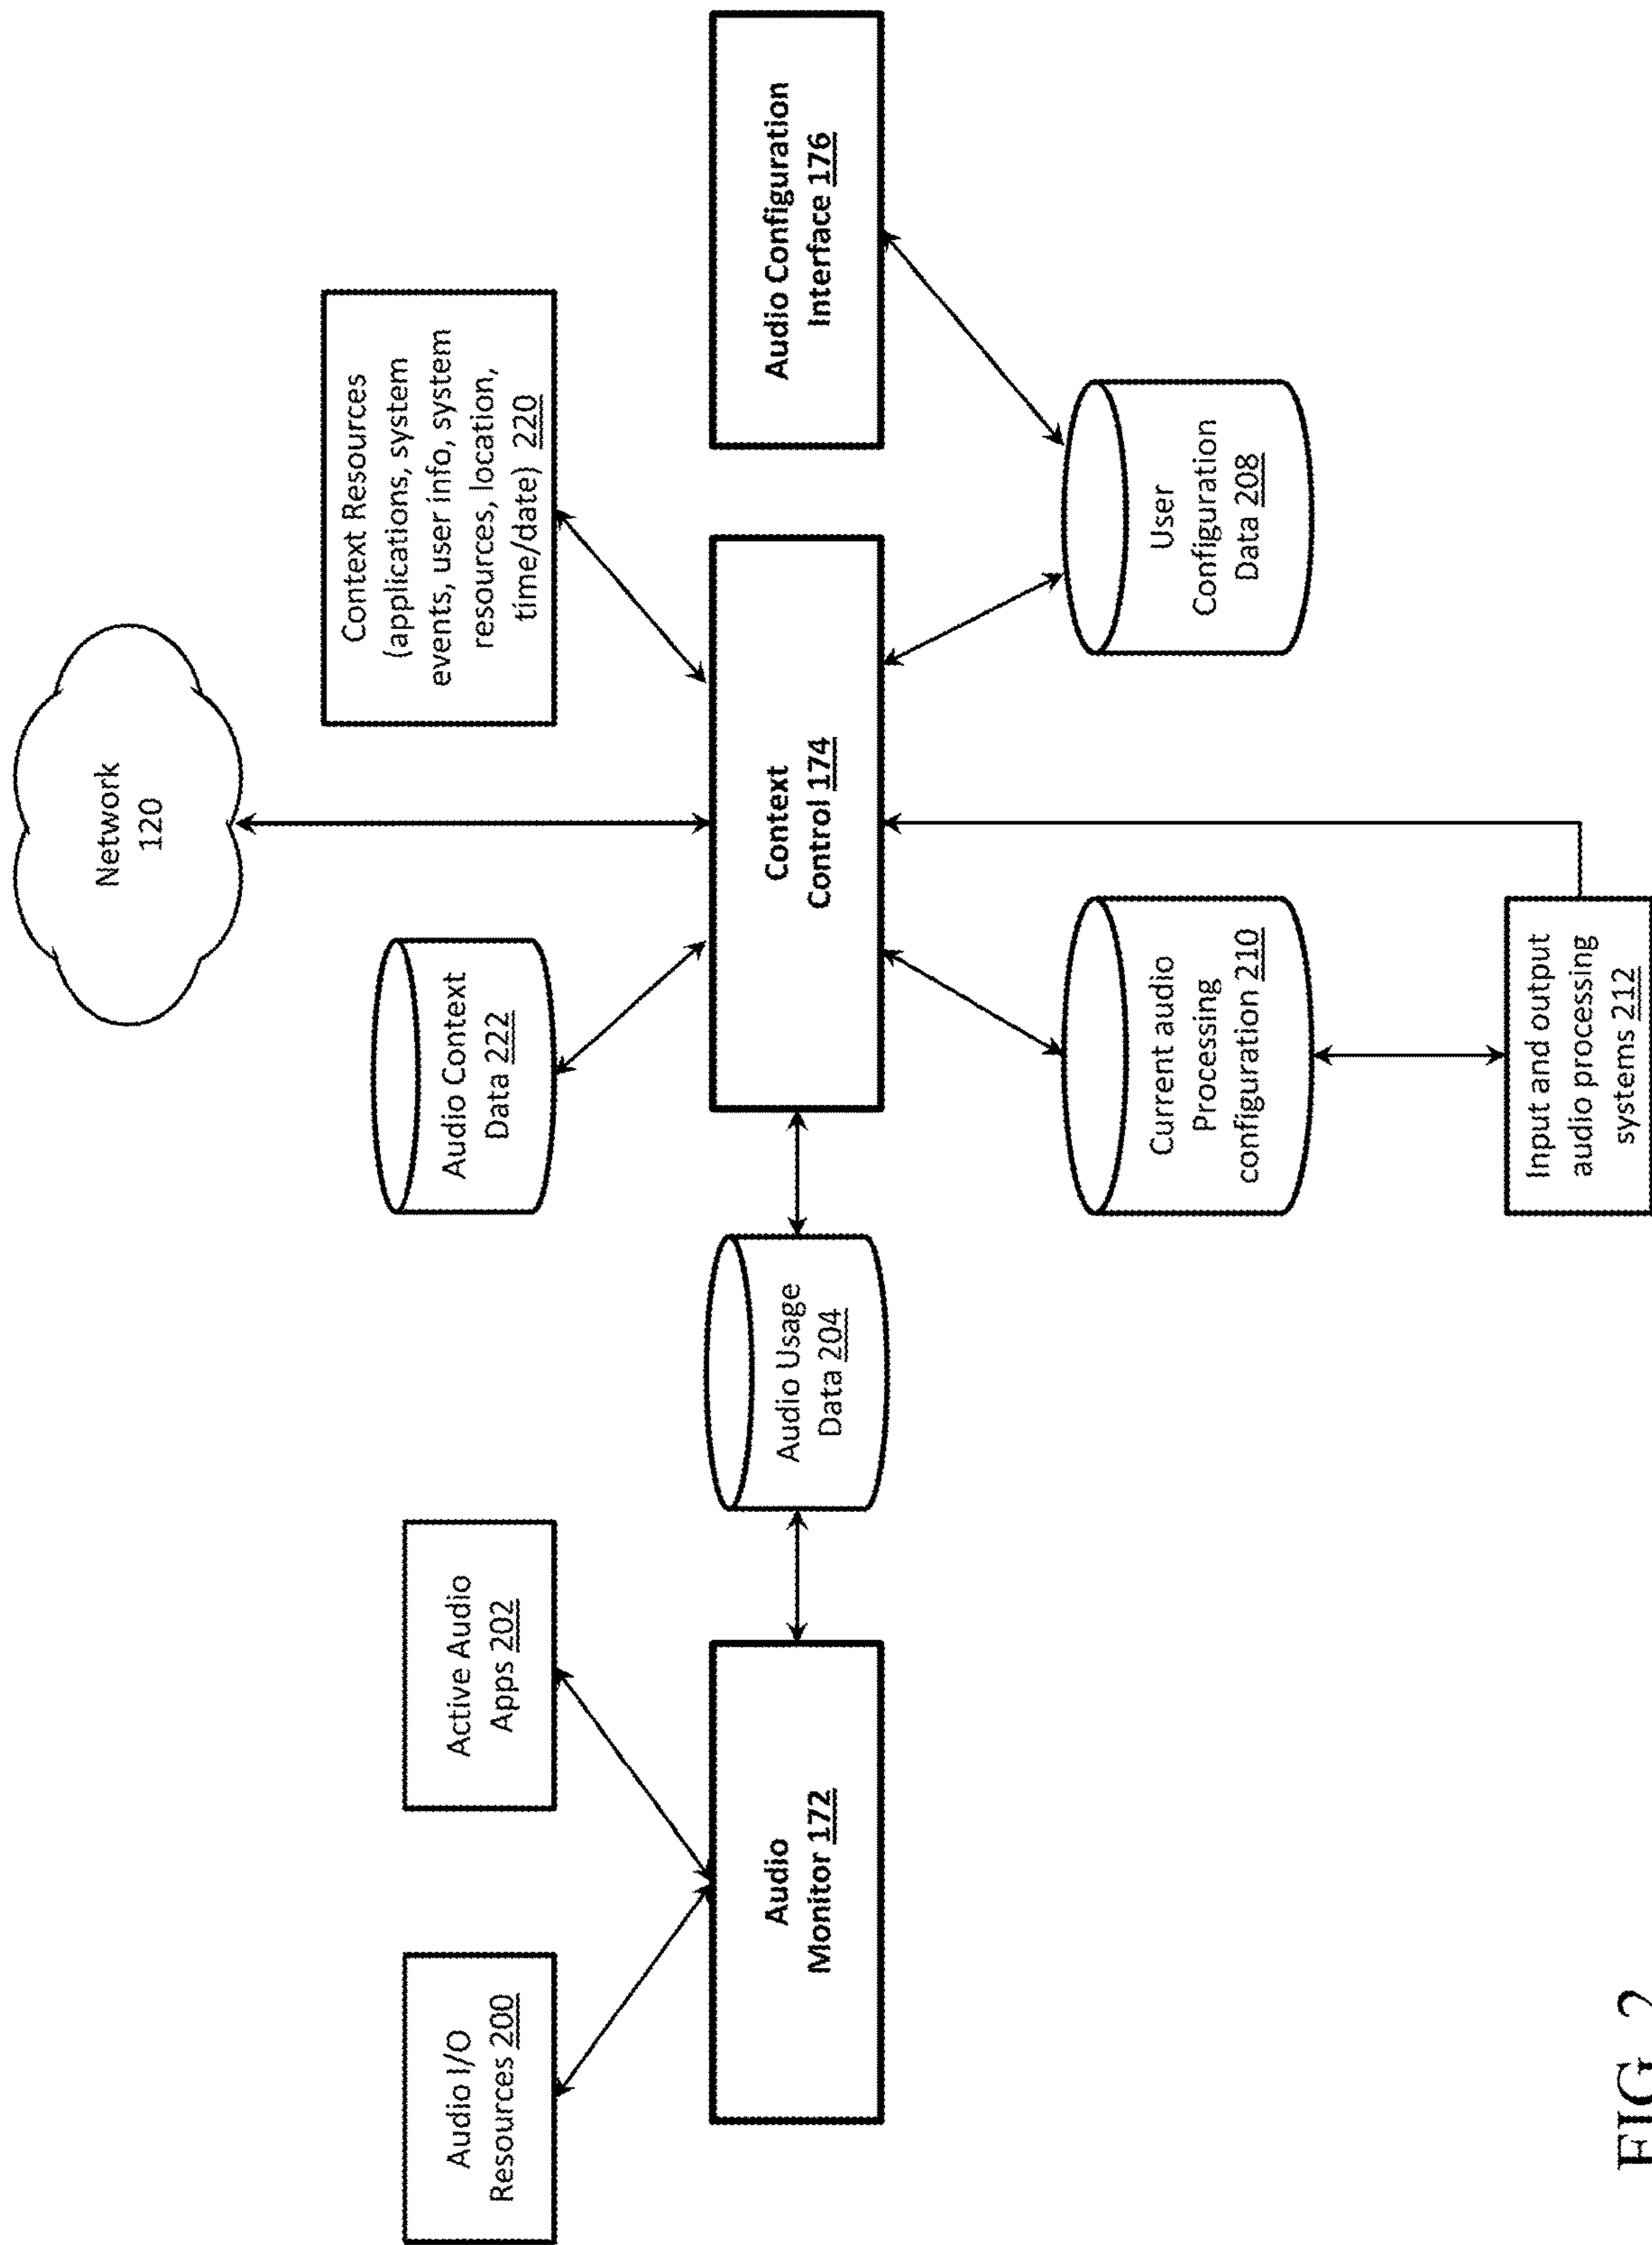 Network
120
Context Resources
(applications, system
events, user info, system
resources, location,
time/date) 220
Audio Context
Data 222
Active Audio
Apps 202
Audio I/O
Resources 200
Audio
Monitor 172
Audio Usage
Data 204
Context
Control 174
Audio Configuration
Interface 176
Current audio
Processing
configuration 210
User
Configuration
Data 208
Input and output
audio processing
systems 212
FIG. 2